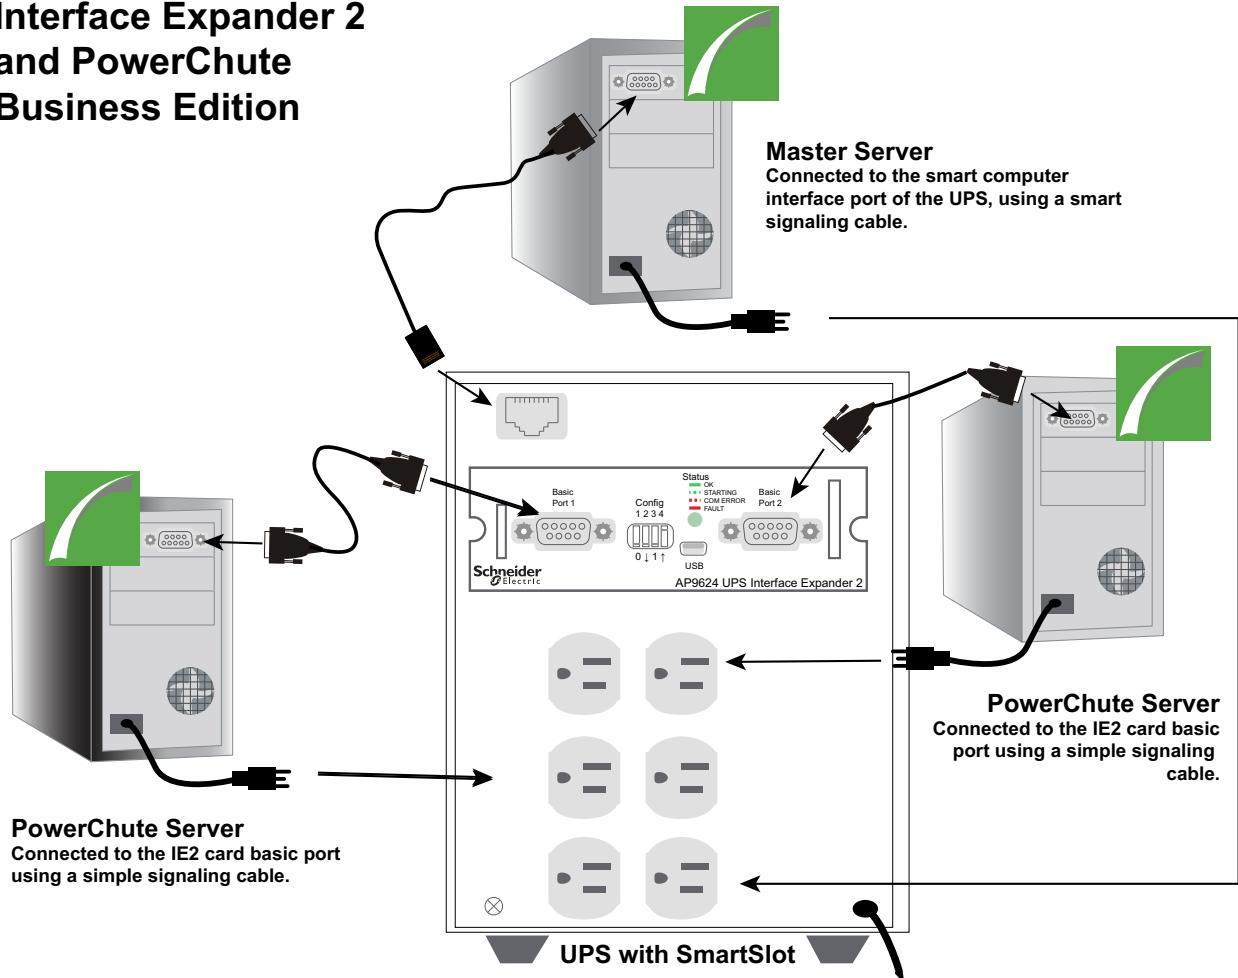 Interface Expander 2
and PowerChute
Business Edition
Master Server
Connected to the smart computer
interface port of the UPS, using a smart
signaling cable.
Basic
Port 1
Config
1 2 3 4
0 ↓ 1 ↑
Status
OK
STARTING
COM ERROR
FAULT
USB
Basic
Port 2
Schneider
Electric
AP9624 UPS Interface Expander 2
PowerChute Server
Connected to the IE2 card basic
port using a simple signaling
cable.
PowerChute Server
Connected to the IE2 card basic port
using a simple signaling cable.
UPS with SmartSlot